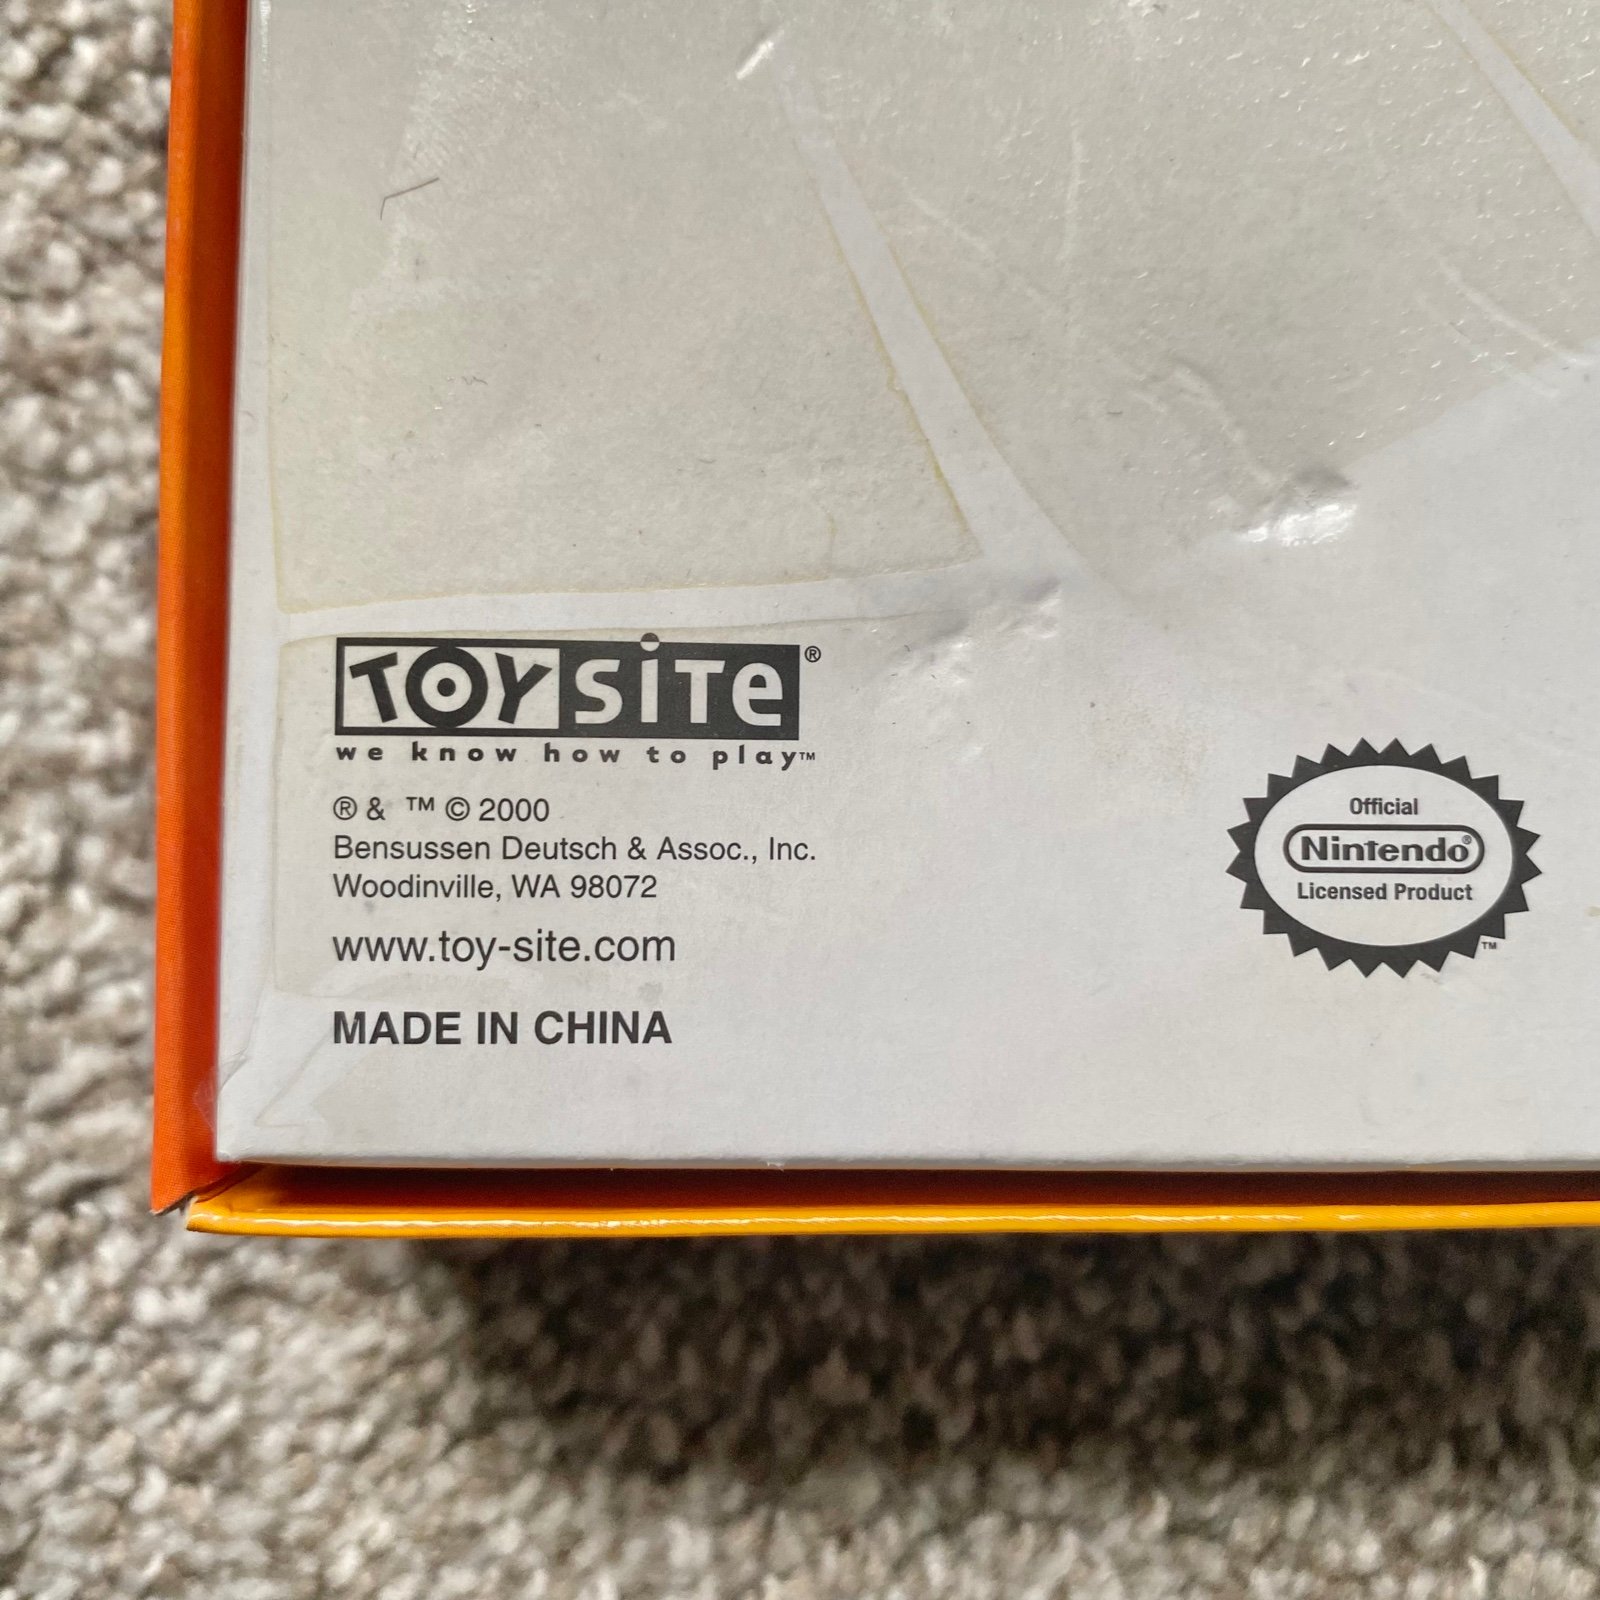 TOYSiTe®
we know how to play™
® & ™ © 2000
Bensussen Deutsch & Assoc., Inc.
Woodinville, WA 98072
www.toy-site.com
MADE IN CHINA
Official
Nintendo®
Licensed Product
™